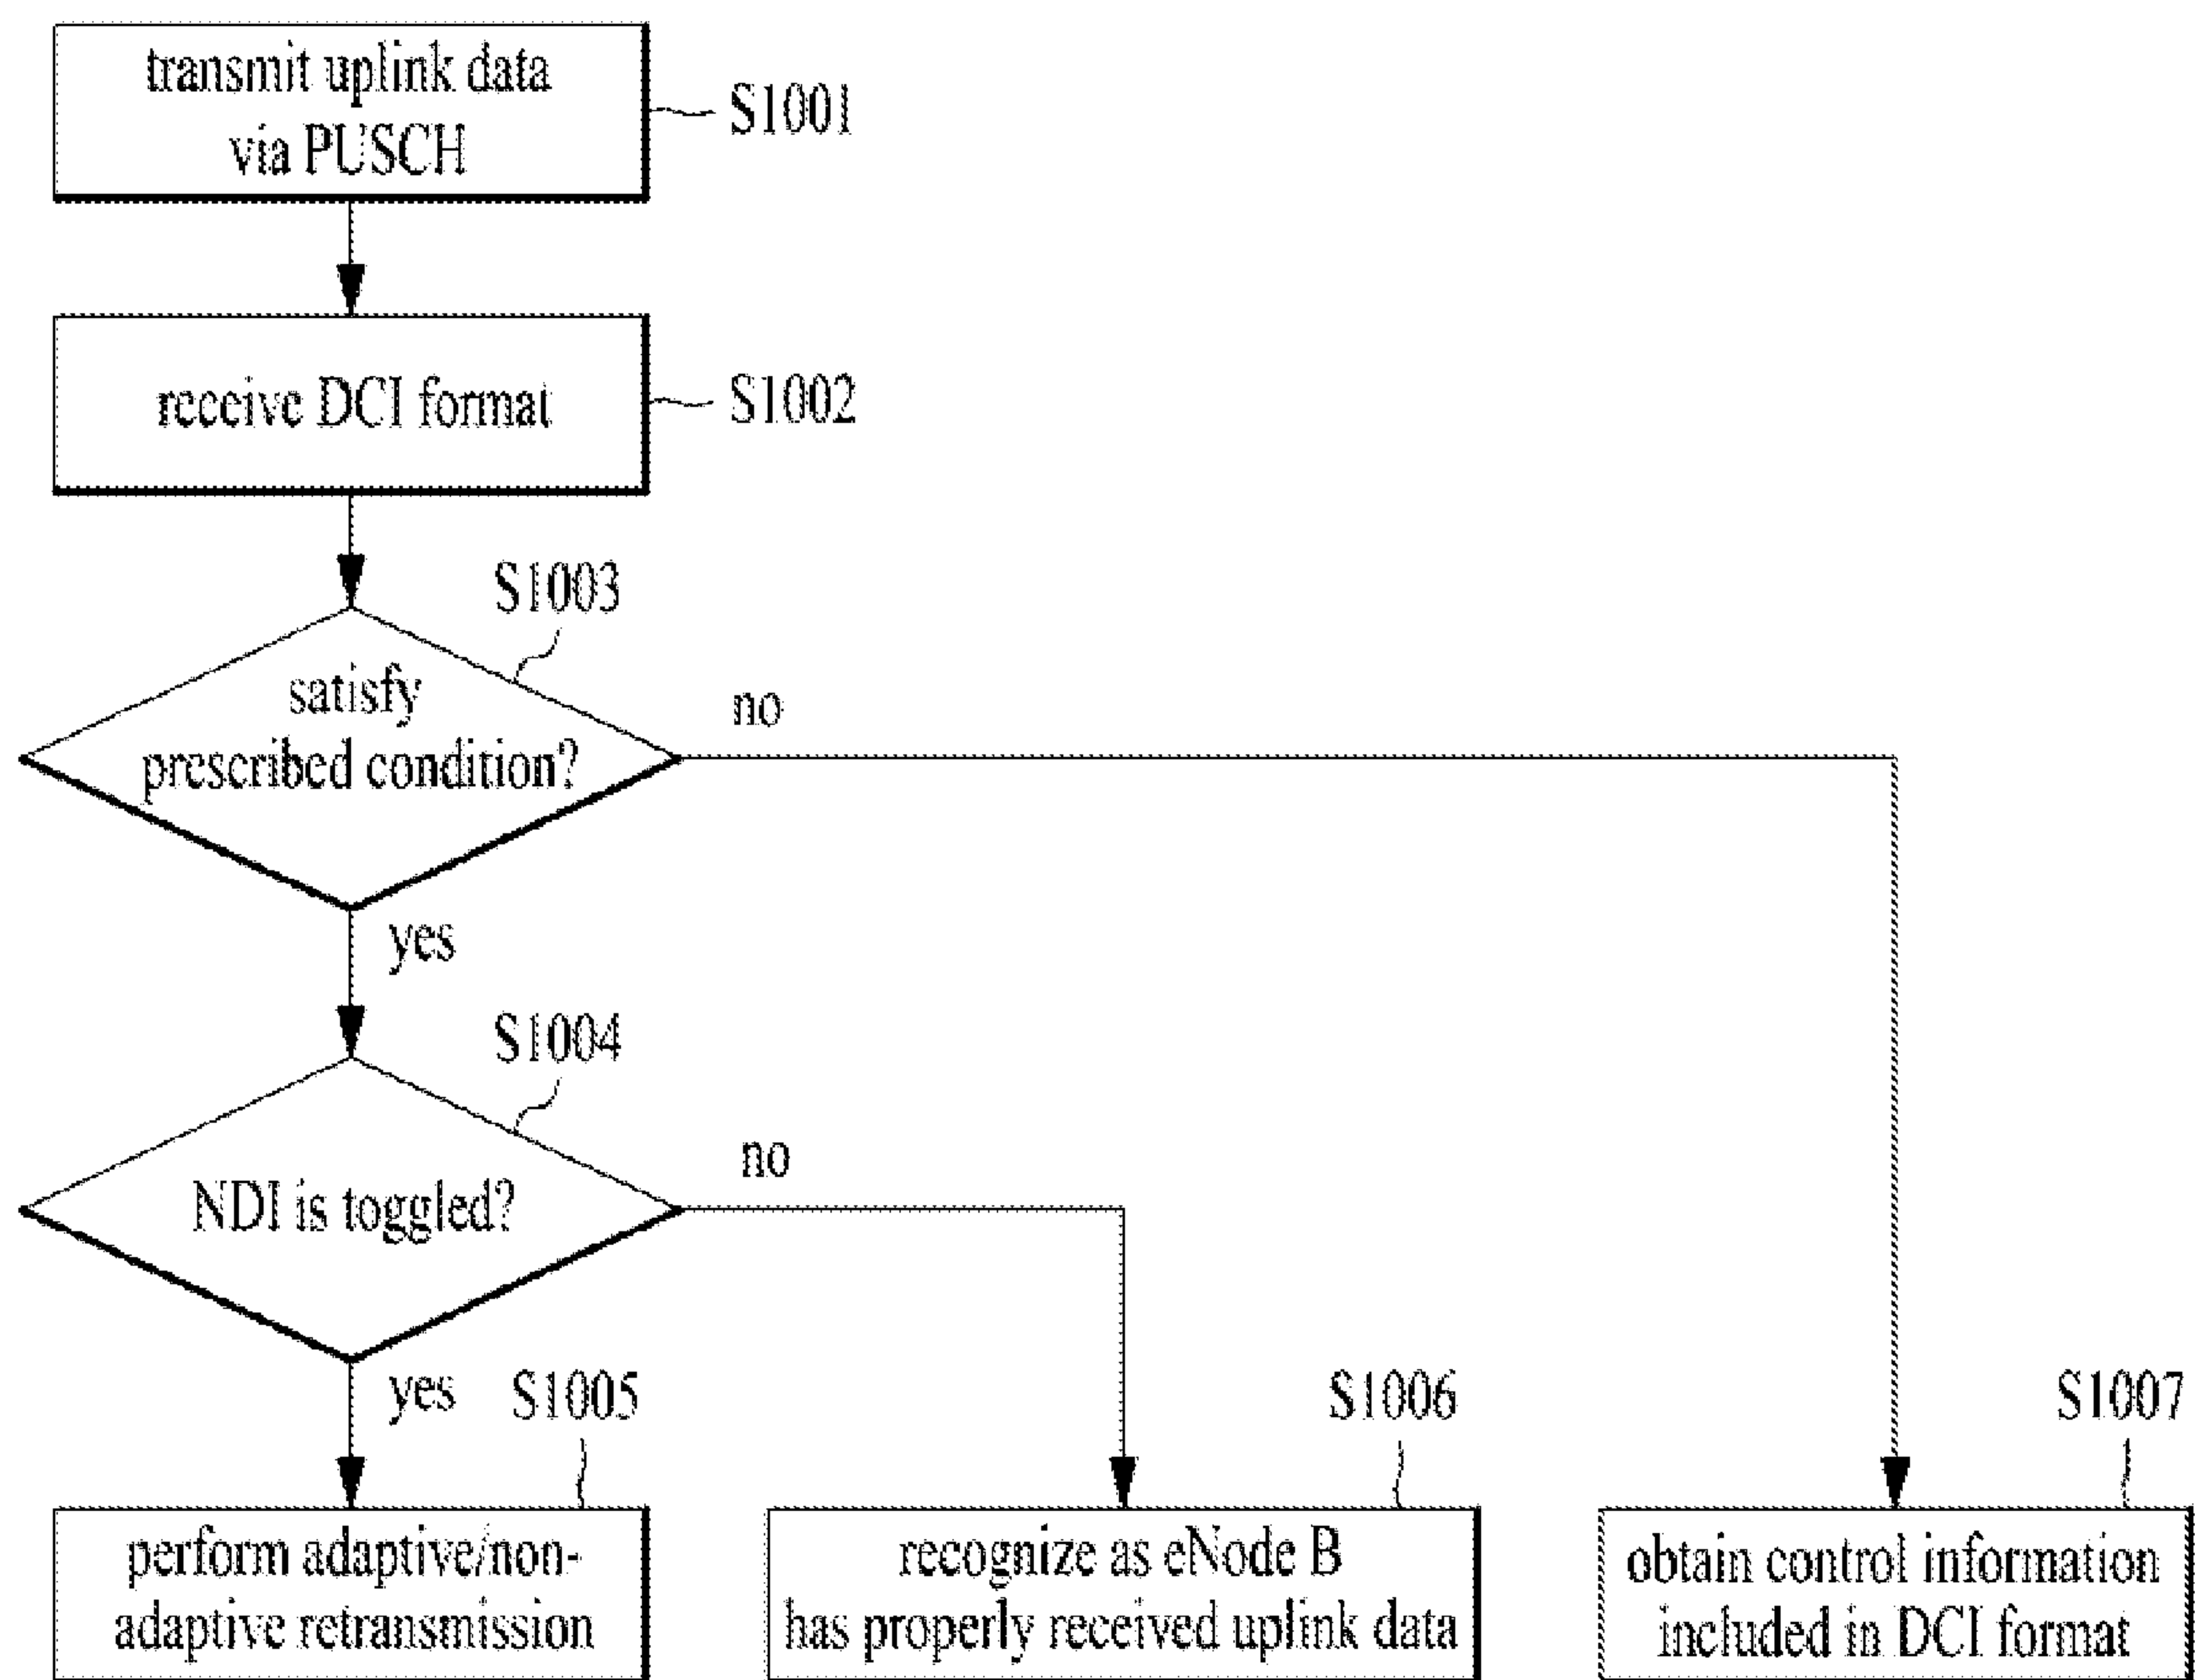 transmit uplink data
via PUSCH
S1001
receive DCI format
S1002
S1003
satisfy
prescribed condition?
no
yes
S1004
NDI is toggled?
no
yes
S1005
S1006
S1007
perform adaptive/non-
adaptive retransmission
recognize as eNode B
has properly received uplink data
obtain control information
included in DCI format